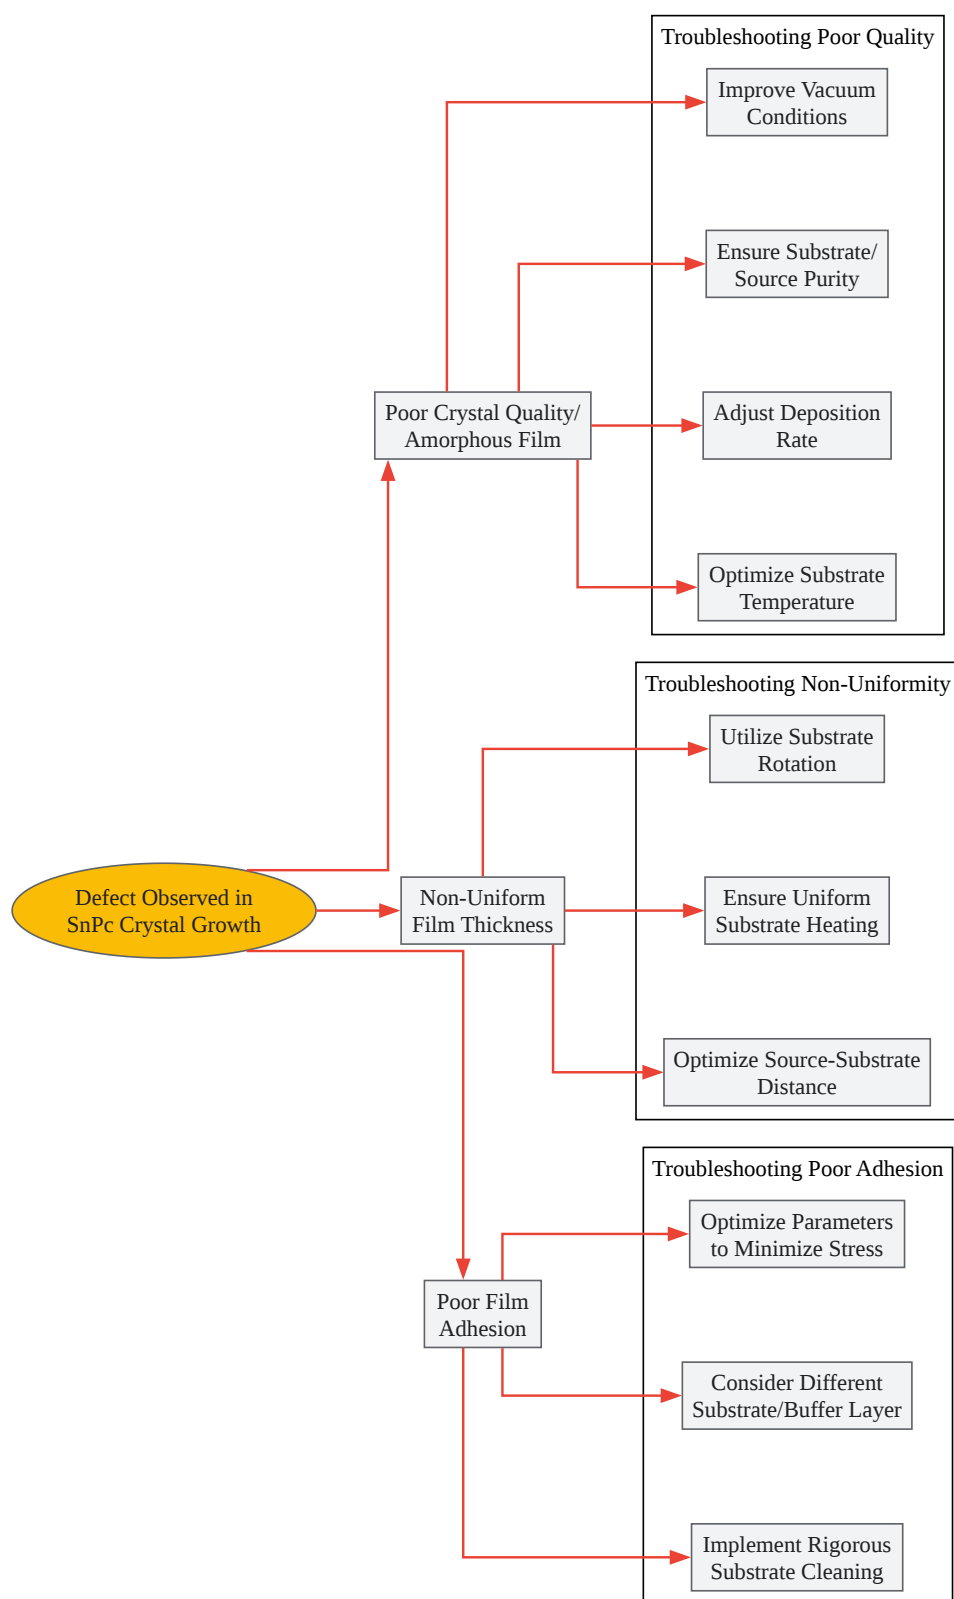 Troubleshooting Poor Quality
Improve Vacuum
Conditions
Ensure Substrate/
Source Purity
Poor Crystal Quality/
Amorphous Film
Adjust Deposition
Rate
Optimize Substrate
Temperature
Troubleshooting Non-Uniformity
Utilize Substrate
Rotation
Defect Observed in
SnPc Crystal Growth
Non-Uniform
Film Thickness
Ensure Uniform
Substrate Heating
Optimize Source-Substrate
Distance
Troubleshooting Poor Adhesion
Optimize Parameters
to Minimize Stress
Poor Film
Adhesion
Consider Different
Substrate/Buffer Layer
Implement Rigorous
Substrate Cleaning